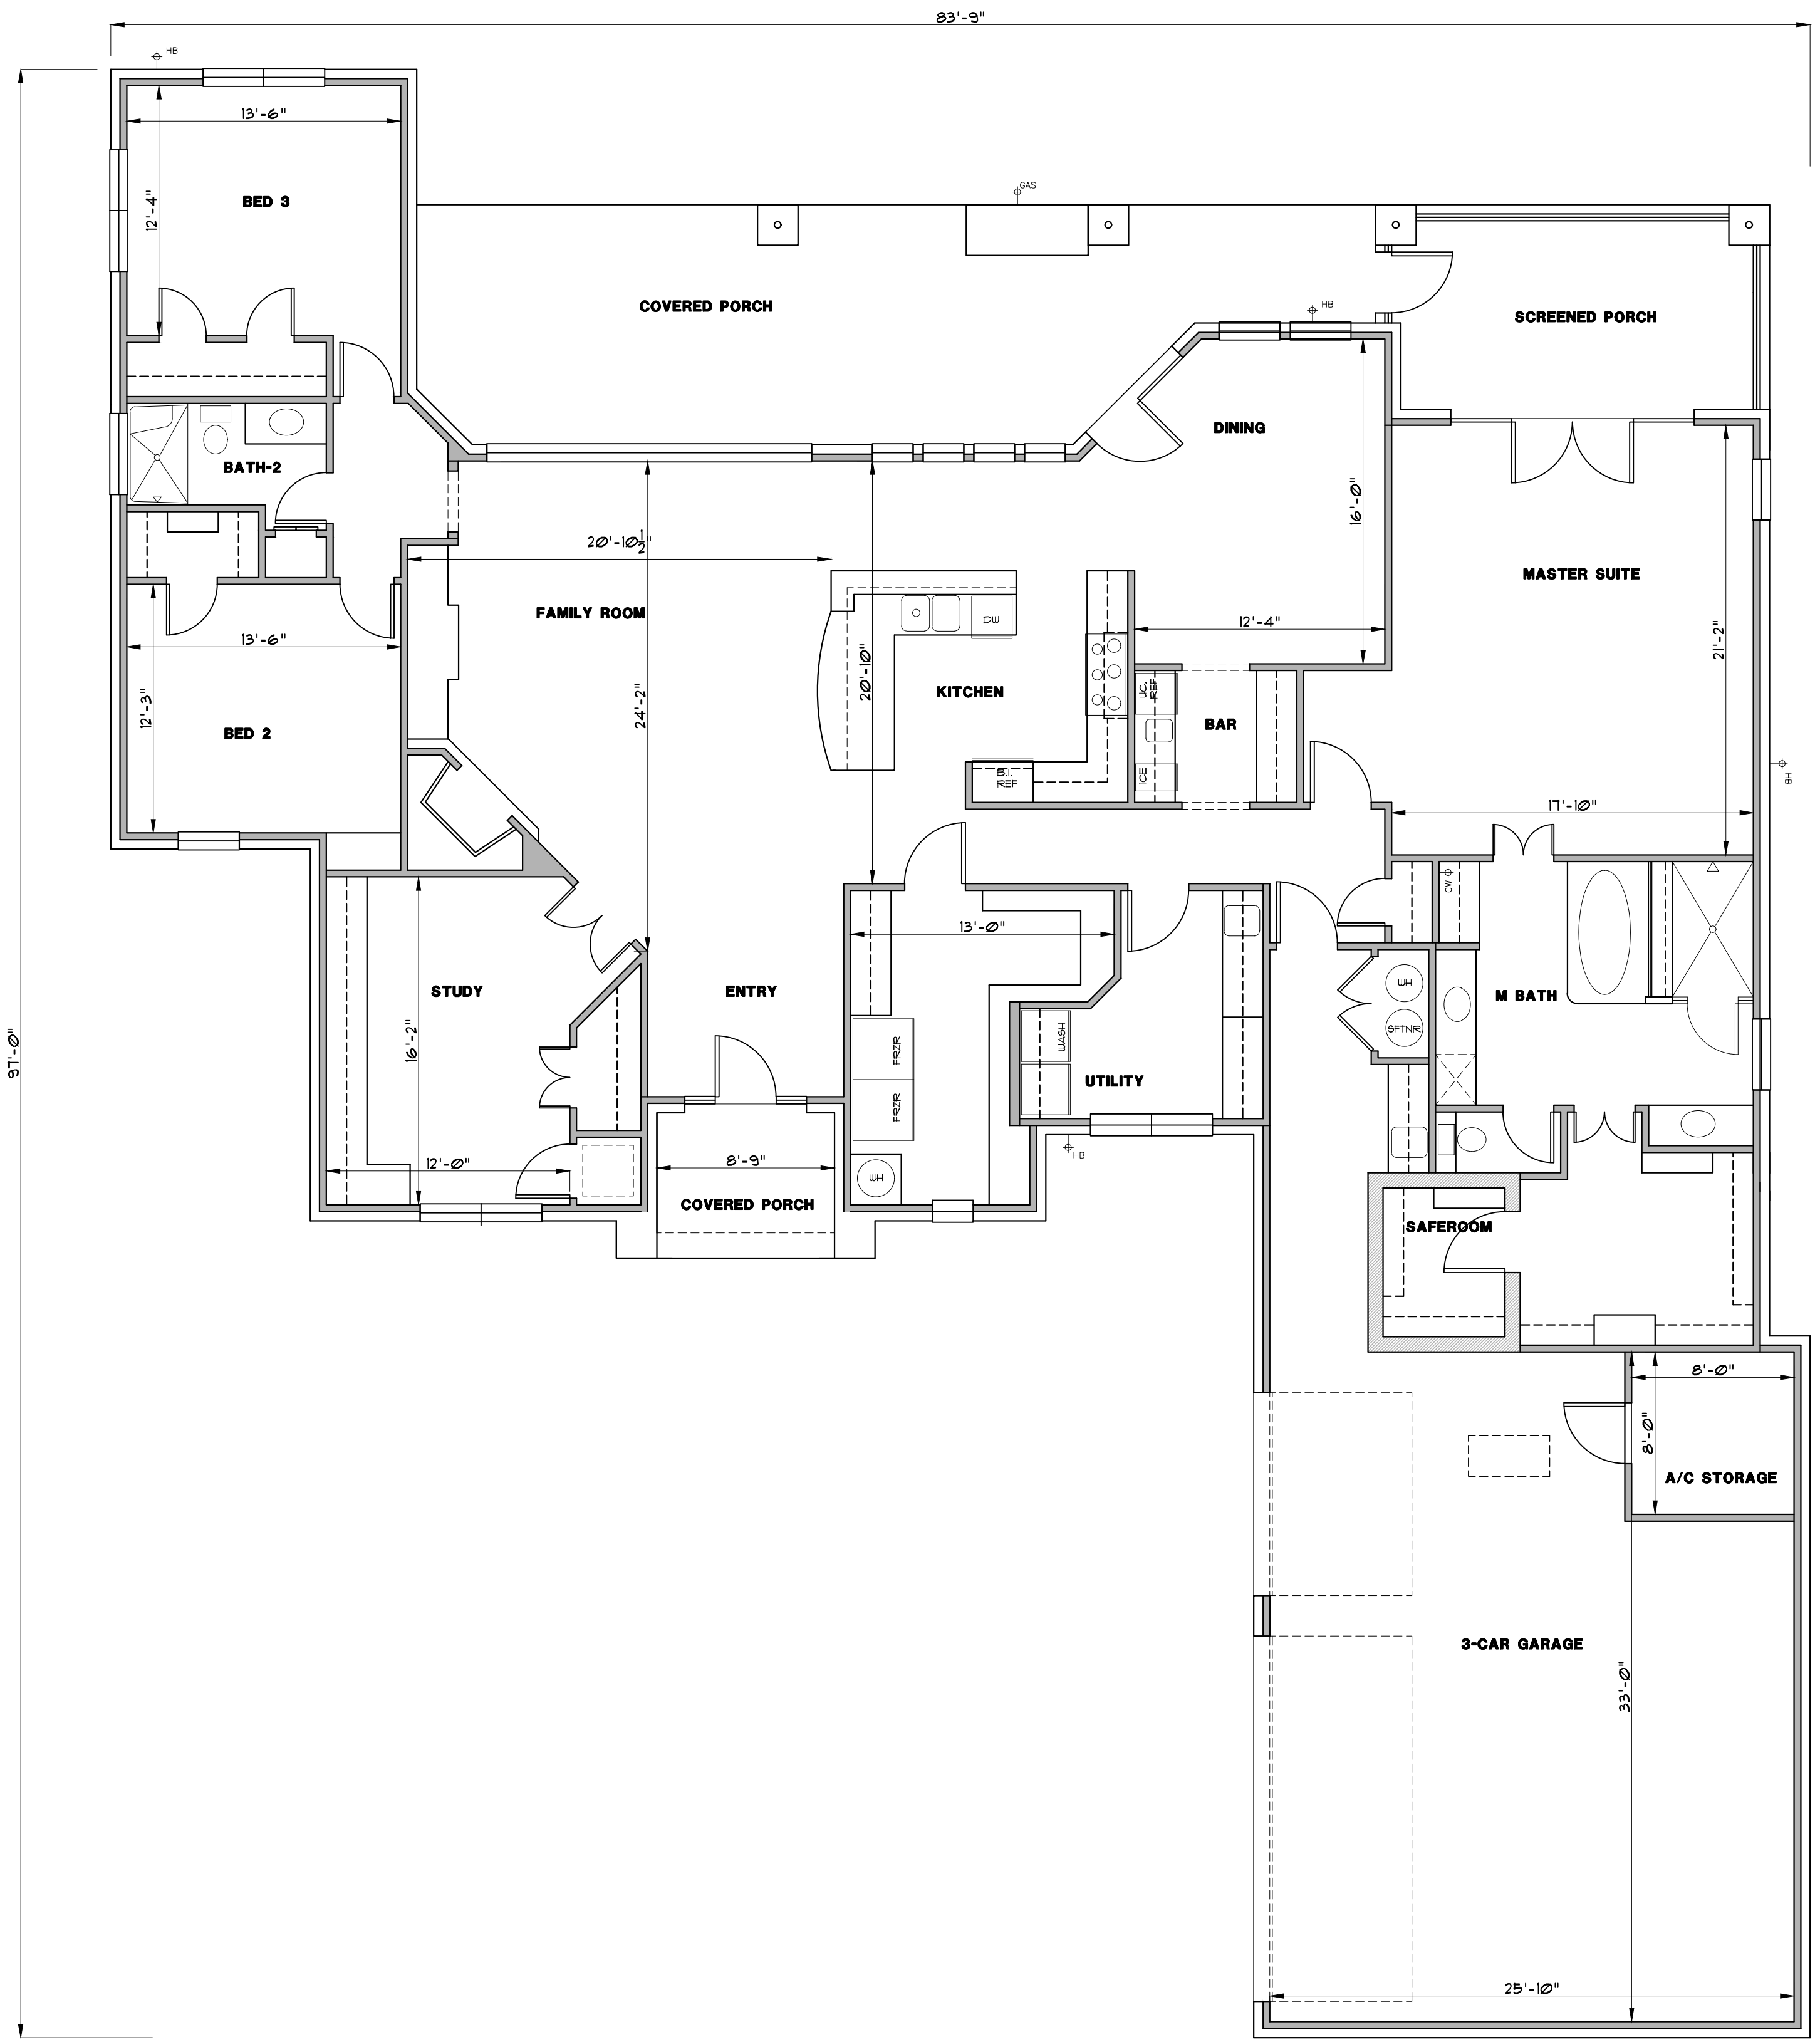 83'-9"
HB
13'-6"
12'-4"
BED 3
GAS
COVERED PORCH
HB
SCREENED PORCH
DINING
BATH-2
16'-0"
20'-10 1/2"
MASTER SUITE
FAMILY ROOM
DW
12'-4"
13'-6"
21'-2"
20'-10"
KITCHEN
UC. REF
24'-2"
12'-3"
BAR
BED 2
HB
B.I. REF
ICE
17'-10"
CW
13'-0"
WH
STUDY
ENTRY
M BATH
SFTNR
WASH
16'-2"
97'-0"
FRZR
UTILITY
FRZR
HB
12'-0"
8'-9"
WH
COVERED PORCH
SAFEROOM
8'-0"
8'-0"
A/C STORAGE
3-CAR GARAGE
33'-0"
25'-10"